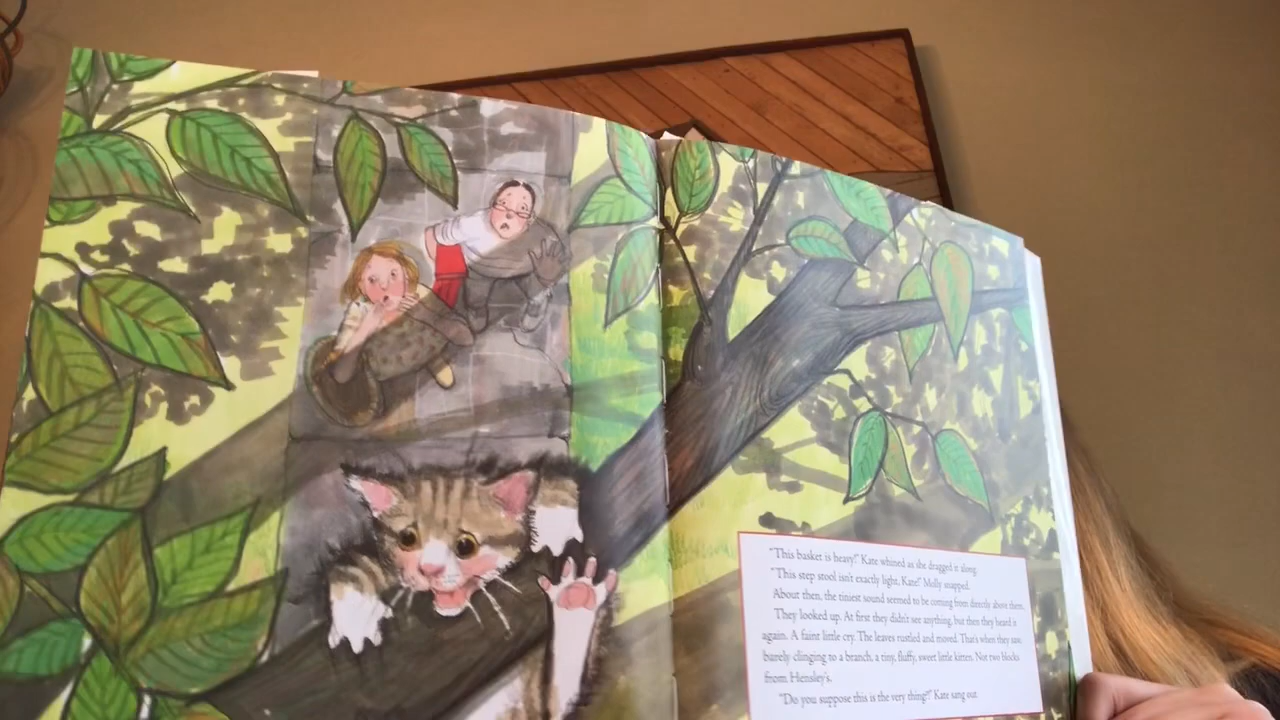 "This basket is heavy!" Kate whined as she dragged it along.
"This step stool isn't exactly light, Kate!" Molly snapped.
About then, the tiniest sound seemed to be coming from directly above them.
They looked up. At first they didn't see anything, but then they heard it
again. A faint little cry. The leaves rustled and moved. That's when they saw,
barely clinging to a branch, a tiny, fluffy, sweet little kitten. Not two blocks
from Hensley's.
"Do you suppose this is the very thing?" Kate sang out.